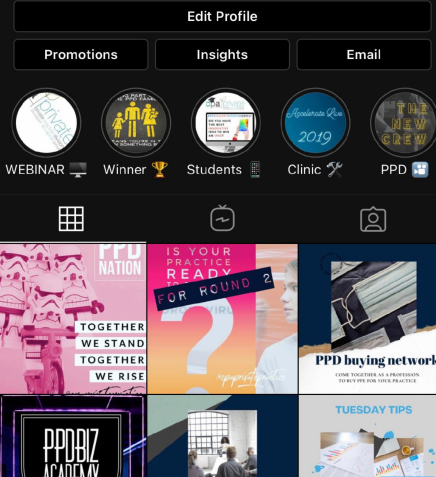 Edit Profile
Promotions
Insights
Email
Accelerate Live
2019
THE
NEW
CREW
WEBINAR 🖥️
Winner 🏆
Students 📱
Clinic 🛠️
PPD 🎦
PPD
NATION
TOGETHER
WE STAND
TOGETHER
WE RISE
IS YOUR
PRACTICE
READY
FOR ROUND 2
?
PPD buying network
COME TOGETHER AS A PROFESSION
TO BUY PPE FOR YOUR PRACTICE
PPDBIZ
ACADEMY
TUESDAY TIPS